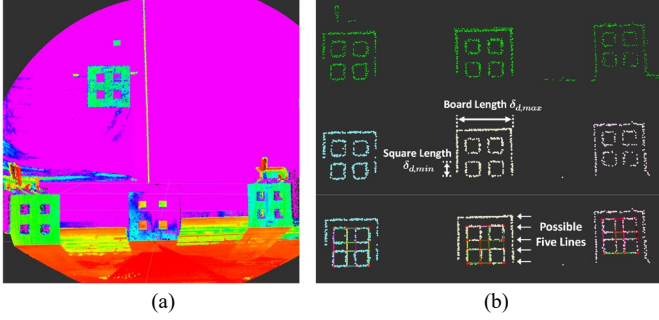 Board Length δd,max
Square Length
δd,min
Possible
Five Lines
(a)
(b)